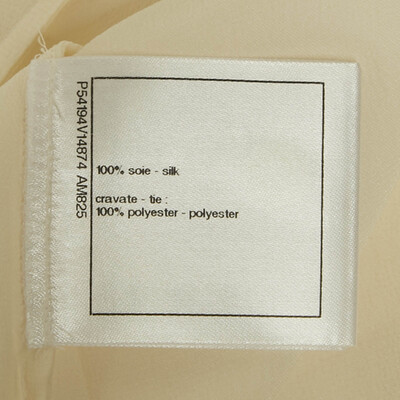 P54194V14874 AM825
100% soie - silk
cravate - tie :
100% polyester - polyester